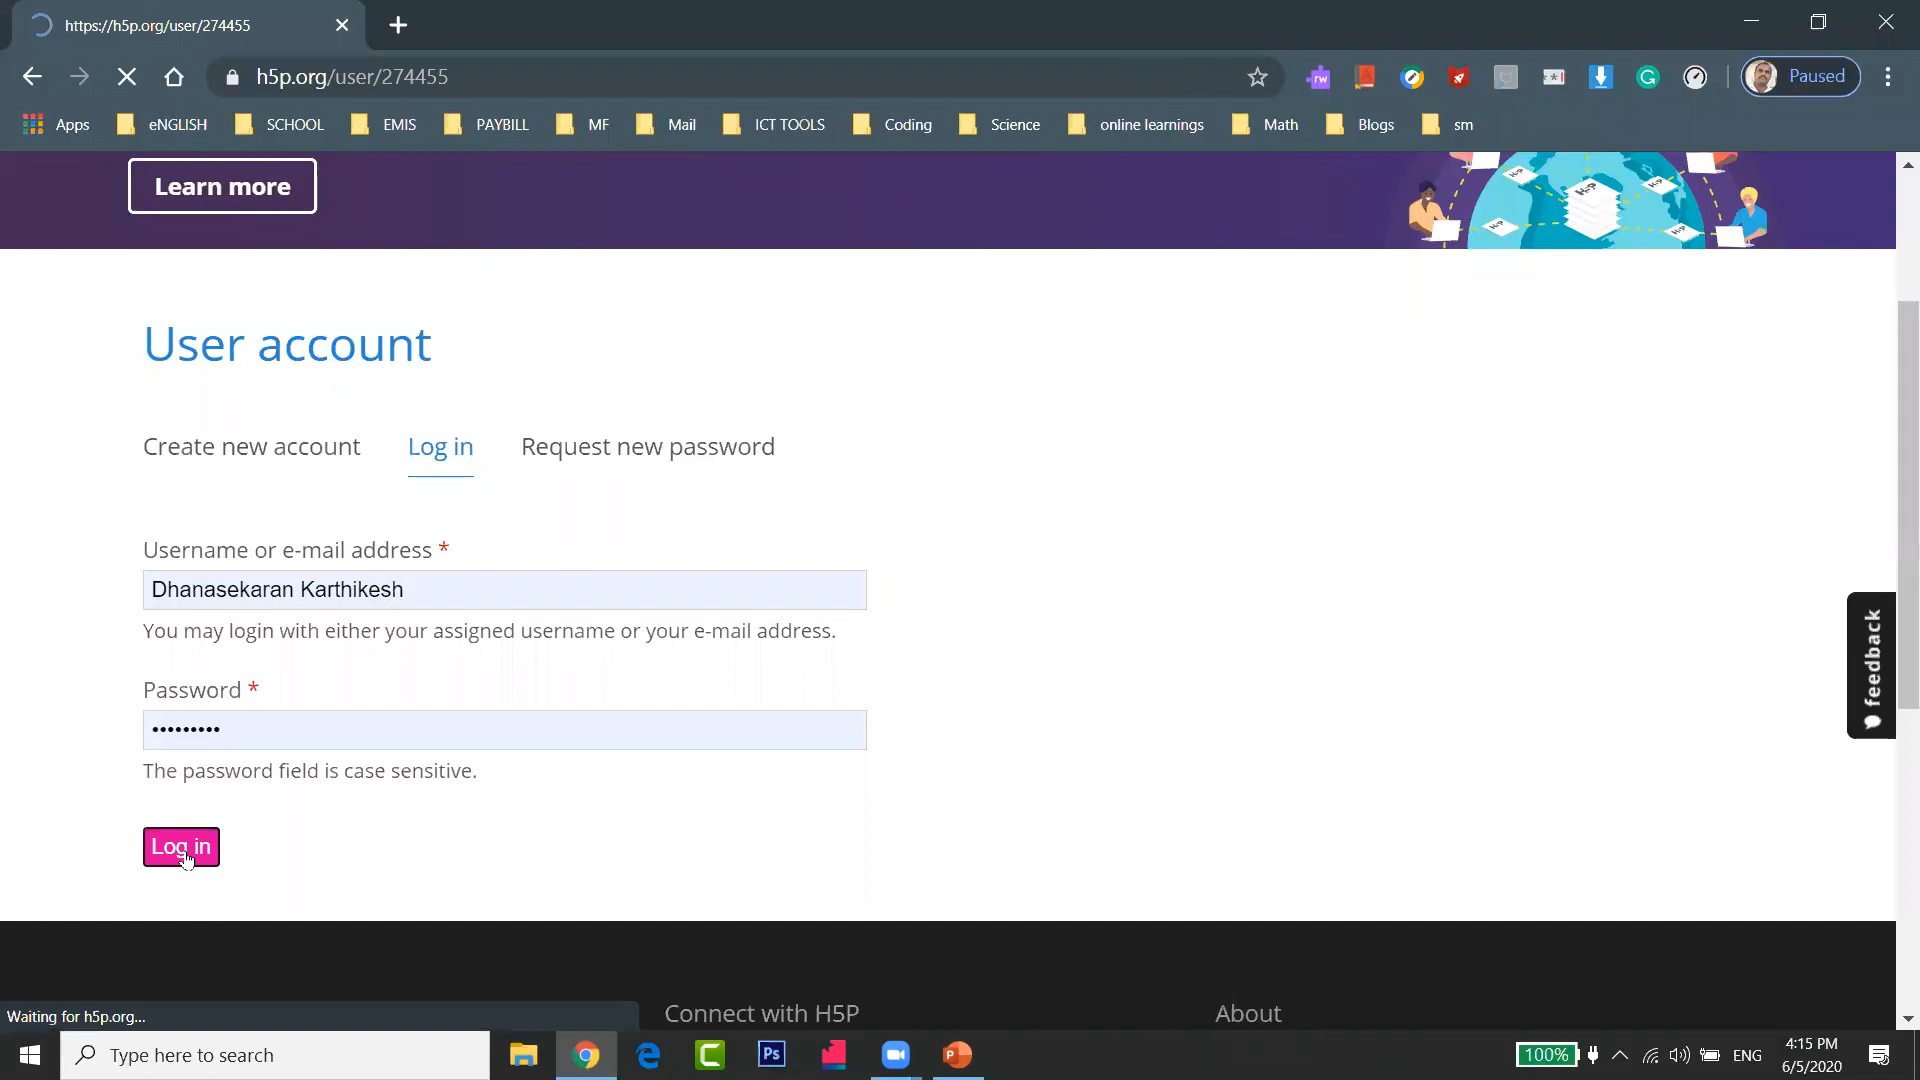 https://h5p.org/user/274455
h5p.org/user/274455
Paused
Apps
eNGLISH
SCHOOL
EMIS
PAYBILL
MF
Mail
ICT TOOLS
Coding
Science
online learnings
Math
Blogs
sm
Learn more
User account
Create new account
Log in
Request new password
Username or e-mail address *
Dhanasekaran Karthikesh
You may login with either your assigned username or your e-mail address.
Password *
•••••••••
The password field is case sensitive.
Log in
feedback
Connect with H5P
About
Waiting for h5p.org...
Type here to search
100%
ENG
4:15 PM
6/5/2020